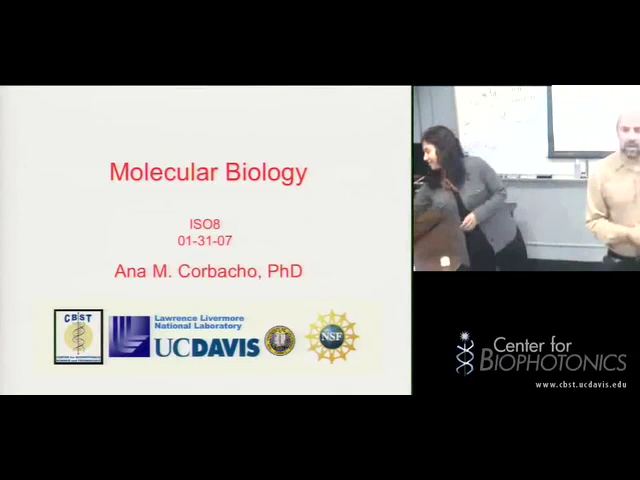 Molecular Biology
ISO8
01-31-07
Ana M. Corbacho, PhD
CBST
Lawrence Livermore
National Laboratory
UCDAVIS
NSF
Center for
BIOPHOTONICS
www.cbst.ucdavis.edu